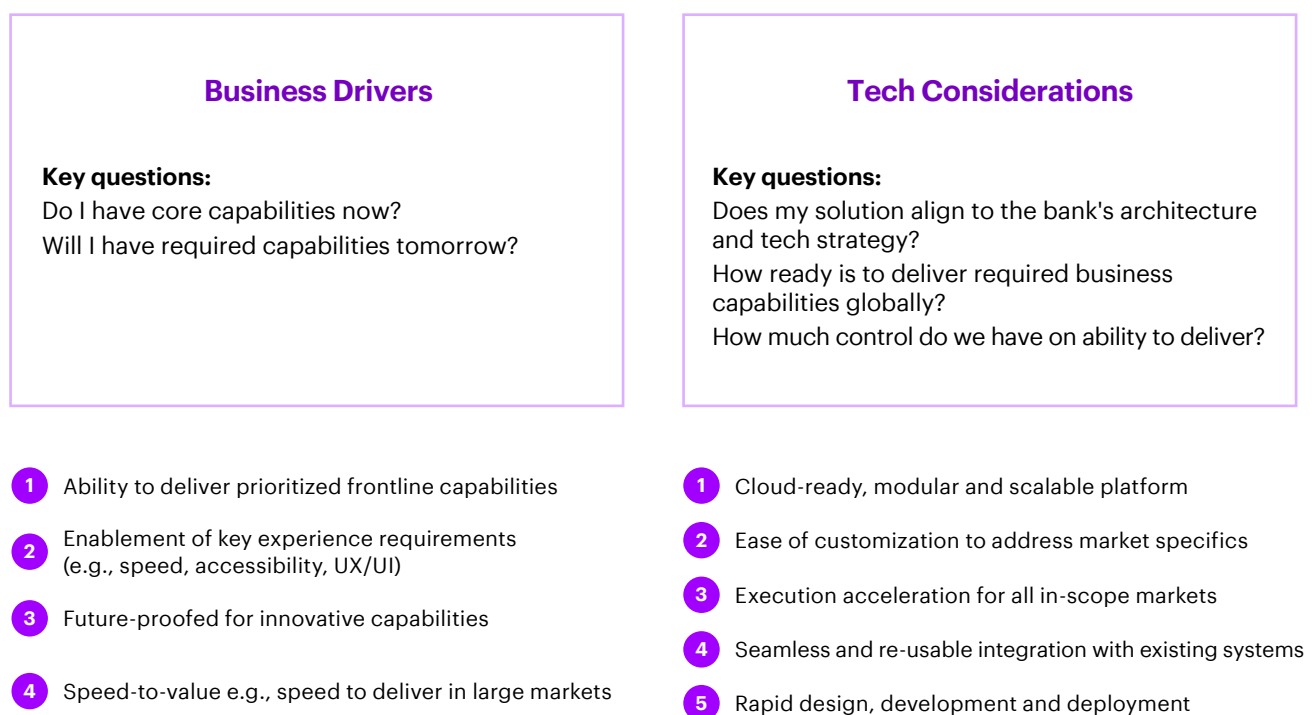 Business Drivers
Key questions:
Do I have core capabilities now?
Will I have required capabilities tomorrow?
1 Ability to deliver prioritized frontline capabilities
2 Enablement of key experience requirements
(e.g., speed, accessibility, UX/UI)
3 Future-proofed for innovative capabilities
4 Speed-to-value e.g., speed to deliver in large markets
Tech Considerations
Key questions:
Does my solution align to the bank's architecture
and tech strategy?
How ready is to deliver required business
capabilities globally?
How much control do we have on ability to deliver?
1 Cloud-ready, modular and scalable platform
2 Ease of customization to address market specifics
3 Execution acceleration for all in-scope markets
4 Seamless and re-usable integration with existing systems
5 Rapid design, development and deployment